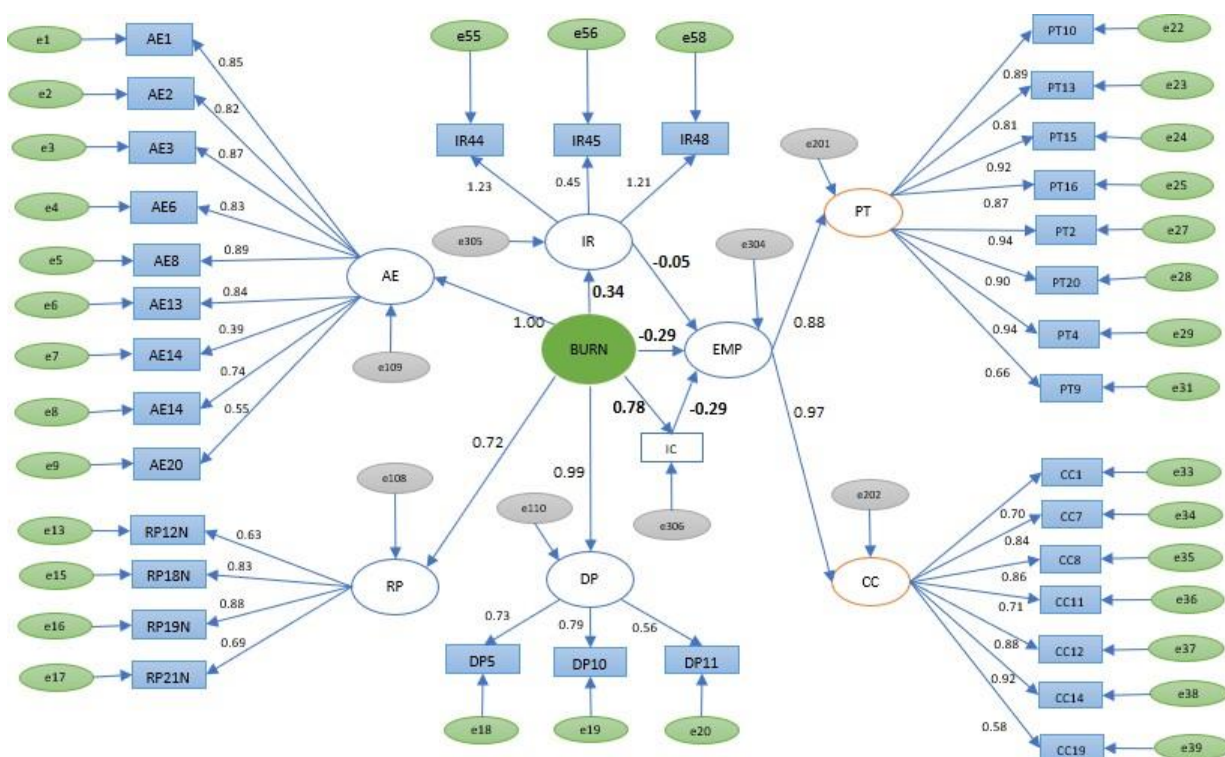 e1
AE1
0.85
e2
AE2
0.82
e3
AE3
0.87
e4
AE6
0.83
e5
AE8
0.89
e6
AE13
0.84
e7
AE14
0.39
e8
AE14
0.74
e9
AE20
0.55
AE
e109
1.00
e55
e56
e58
IR44
IR45
IR48
1.23
0.45
1.21
e305
IR
0.34
-0.05
BURN
-0.29
0.78
-0.29
IC
e306
e304
EMP
0.88
0.97
e201
PT
PT10
e22
0.89
PT13
e23
0.81
PT15
e24
0.92
PT16
e25
0.87
PT2
e27
0.94
PT20
e28
0.90
PT4
e29
0.94
PT9
e31
0.66
0.72
0.99
e108
RP
e13
RP12N
0.63
e15
RP18N
0.83
e16
RP19N
0.88
e17
RP21N
0.69
e110
DP
0.73
0.79
0.56
DP5
DP10
DP11
e18
e19
e20
e202
CC
CC1
e33
0.70
CC7
e34
0.84
CC8
e35
0.86
CC11
e36
0.71
CC12
e37
0.88
CC14
e38
0.92
CC19
e39
0.58